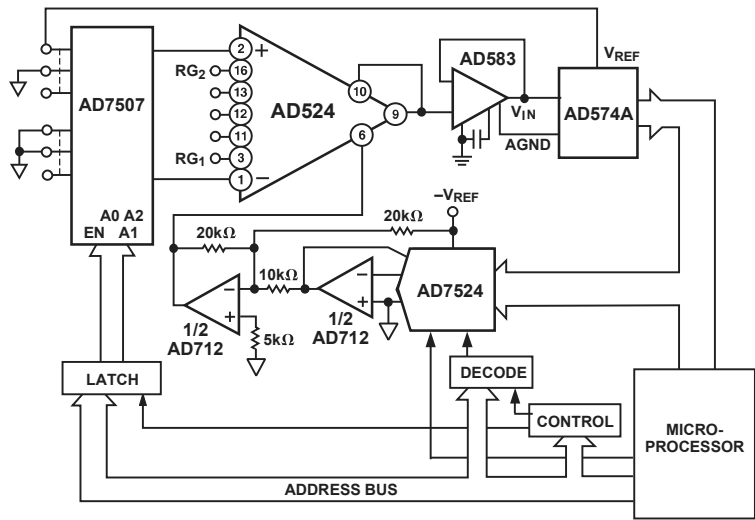 VREF
AD7507
2
+
RG2
16
13
12
11
RG1
3
1
−
AD524
10
9
6
AD583
VIN
AD574A
AGND
A0 A2
EN A1
–VREF
20kΩ
20kΩ
10kΩ
−
+
5kΩ
1/2
AD712
−
+
1/2
AD712
AD7524
LATCH
DECODE
CONTROL
MICRO-
PROCESSOR
ADDRESS BUS